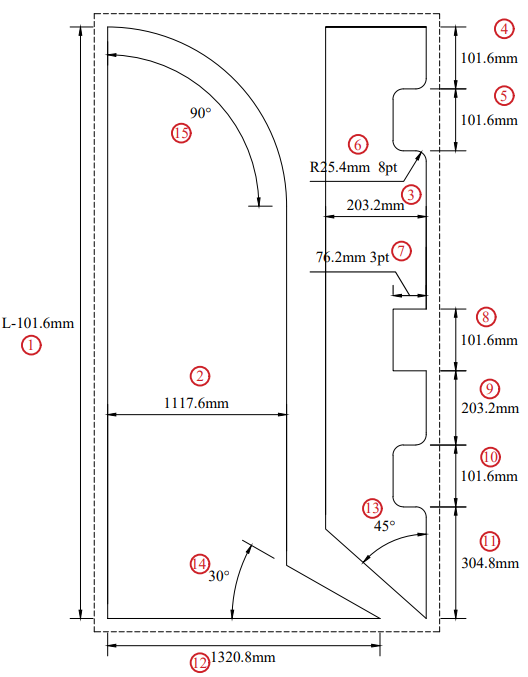 ④
101.6mm
⑤
101.6mm
90°
⑮
⑥
R25.4mm 8pt
③
203.2mm
⑦
76.2mm 3pt
L-101.6mm
①
⑧
101.6mm
②
1117.6mm
⑨
203.2mm
⑩
101.6mm
⑬
45°
⑪
304.8mm
⑭
30°
⑫
1320.8mm